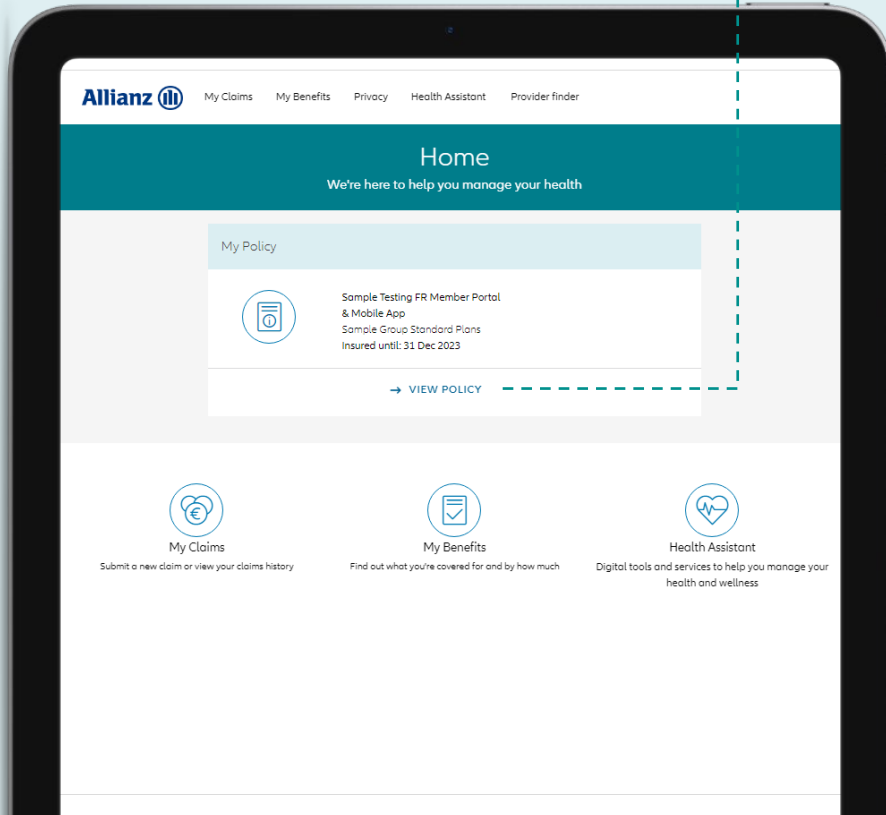 Allianz
My Claims My Benefits Privacy Health Assistant Provider finder
Home
We're here to help you manage your health
My Policy
Sample Testing FR Member Portal
& Mobile App
Sample Group Standard Plans
Insured until: 31 Dec 2023
→ VIEW POLICY
My Claims
Submit a new claim or view your claims history
My Benefits
Find out what you're covered for and by how much
Health Assistant
Digital tools and services to help you manage your
health and wellness